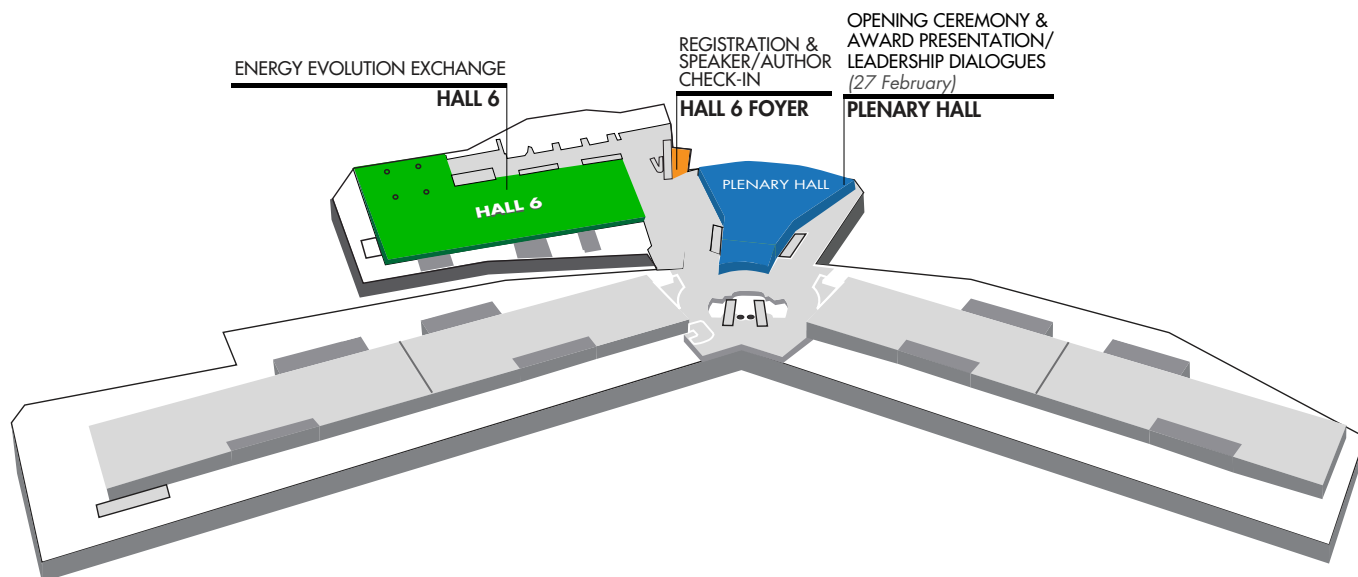 ENERGY EVOLUTION EXCHANGE
HALL 6
REGISTRATION &
SPEAKER/AUTHOR
CHECK-IN
HALL 6 FOYER
OPENING CEREMONY &
AWARD PRESENTATION/
LEADERSHIP DIALOGUES
(27 February)
PLENARY HALL
HALL 6
PLENARY HALL